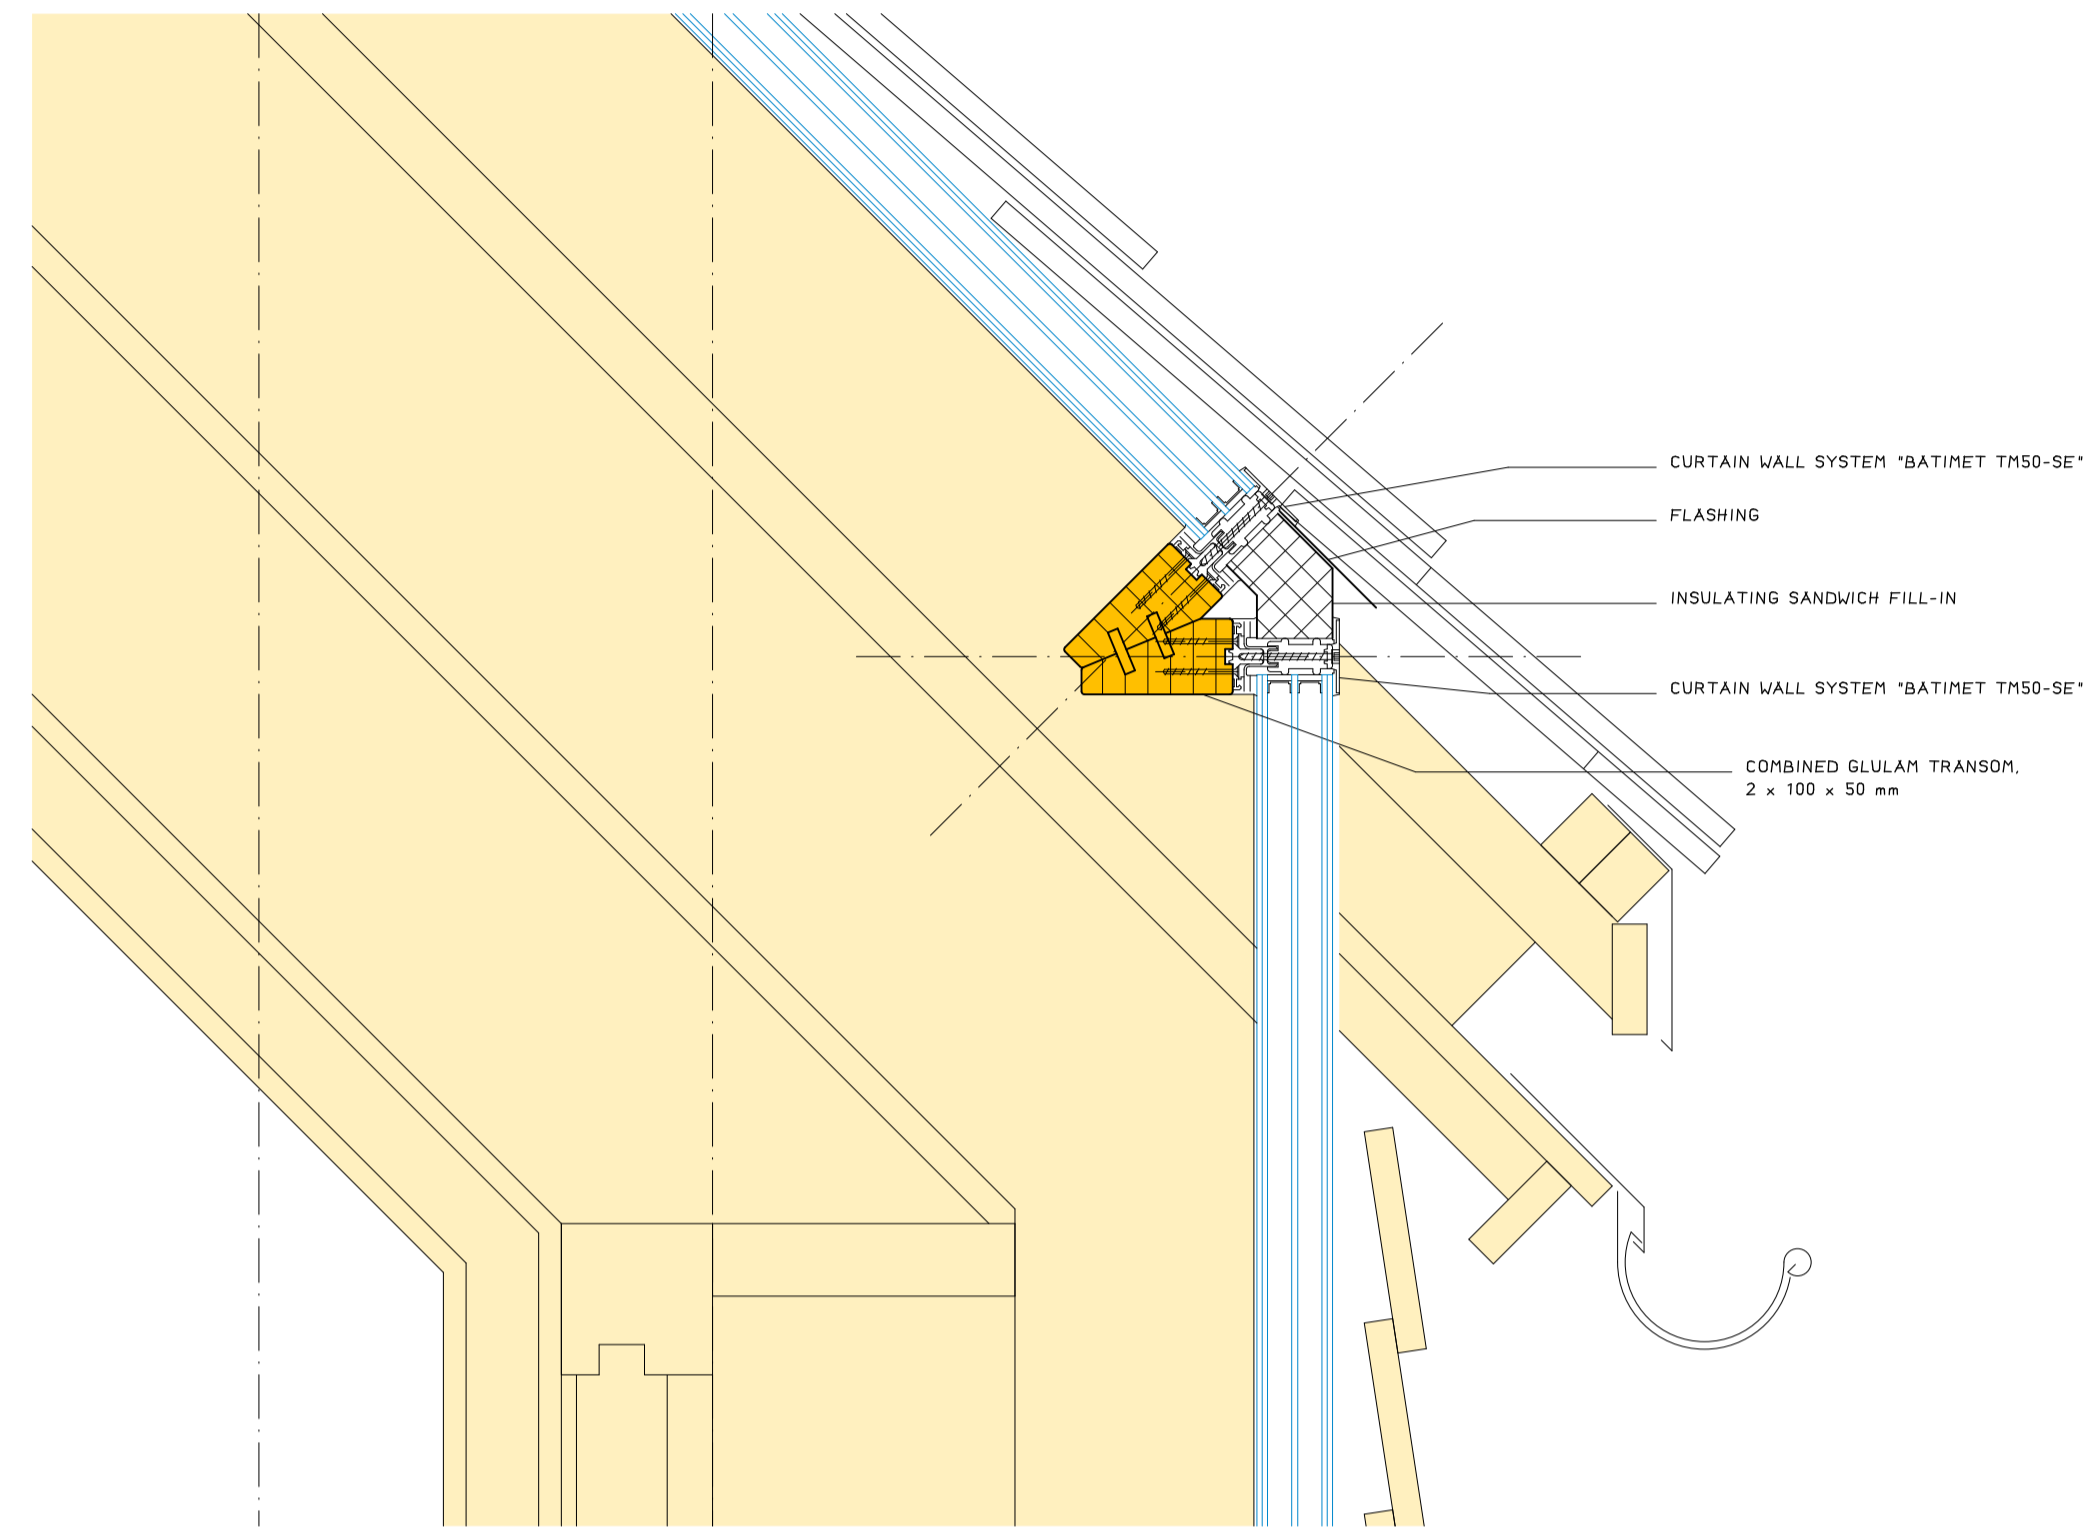 CURTAIN WALL SYSTEM "BATIMET TM50-SE"
FLASHING
INSULATING SANDWICH FILL-IN
CURTAIN WALL SYSTEM "BATIMET TM50-SE"
COMBINED GLULAM TRANSOM,
2 x 100 x 50 mm